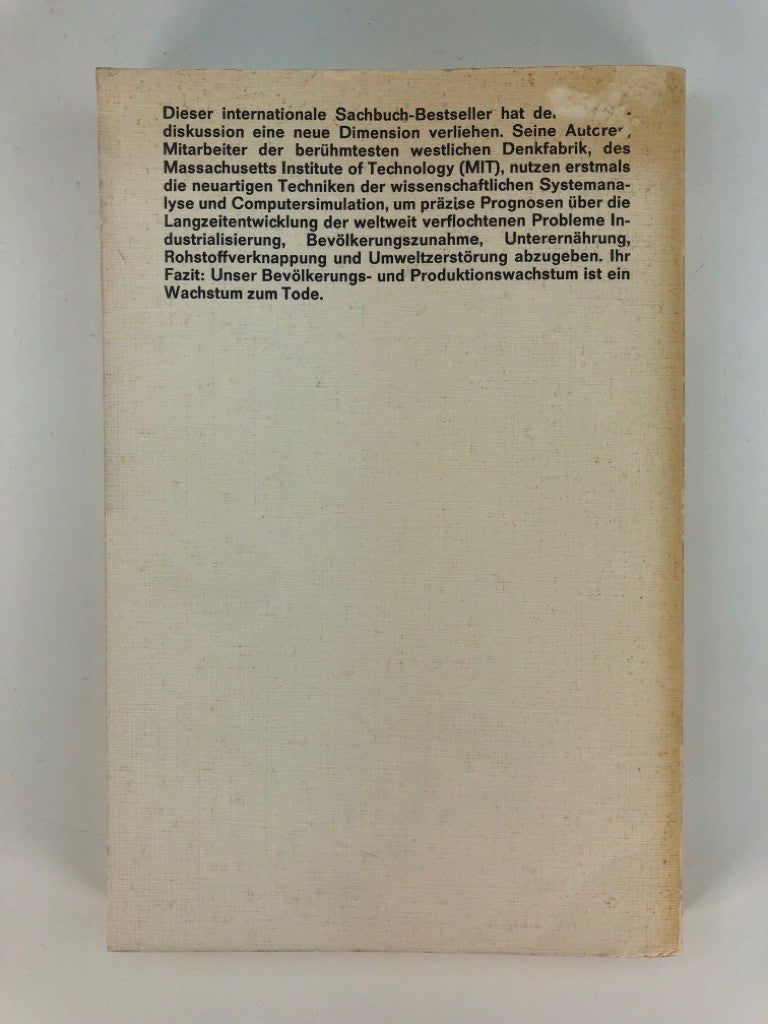 Dieser internationale Sachbuch-Bestseller hat
diskussion eine neue Dimension verliehen. Seine Autoren,
Mitarbeiter der berühmtesten westlichen Denkfabrik, des
Massachusetts Institute of Technology (MIT), nutzen erstmals
die neuartigen Techniken der wissenschaftlichen Systemana-
lyse und Computersimulation, um präzise Prognosen über die
Langzeitentwicklung der weltweit verflochtenen Probleme In-
dustrialisierung, Bevölkerungszunahme, Unterernährung,
Rohstoffverknappung und Umweltzerstörung abzugeben. Ihr
Fazit: Unser Bevölkerungs- und Produktionswachstum ist ein
Wachstum zum Tode.